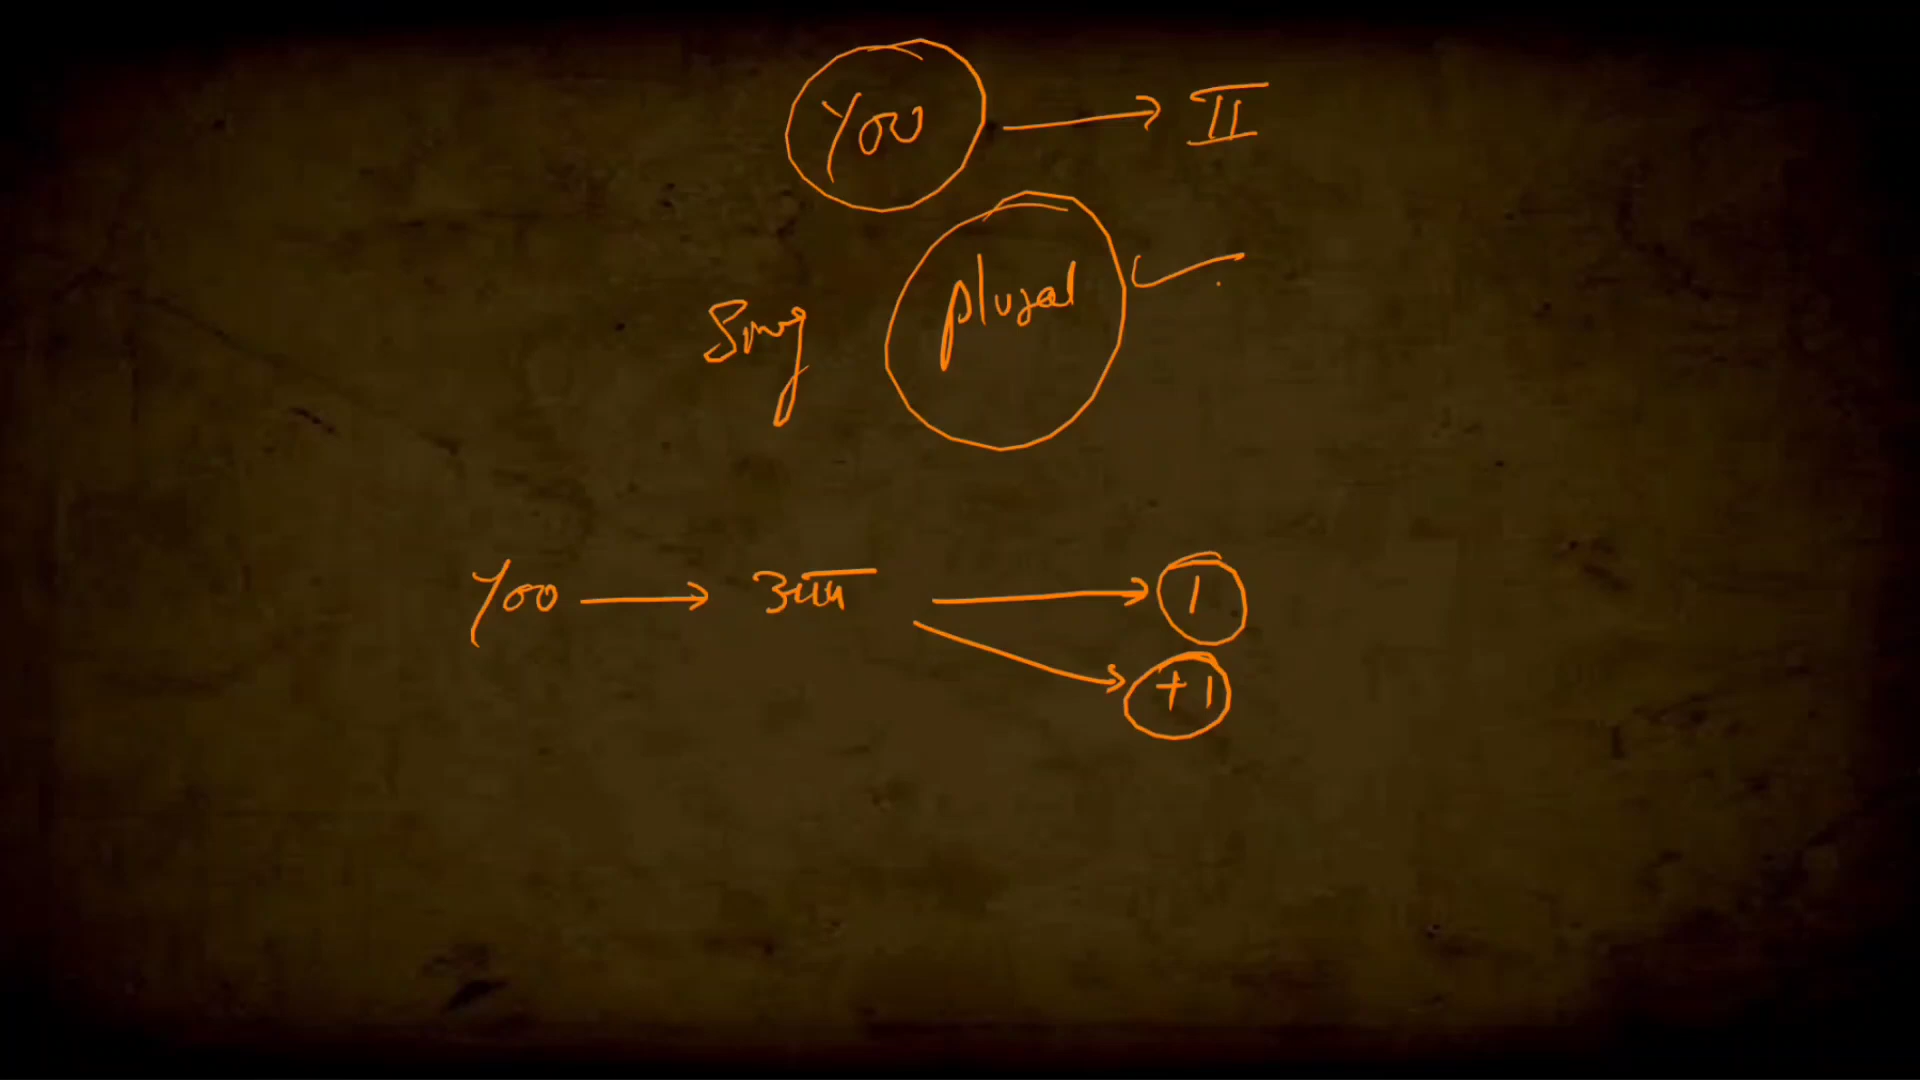 You → II
Sing plural ✓
You → आप → 1
+1